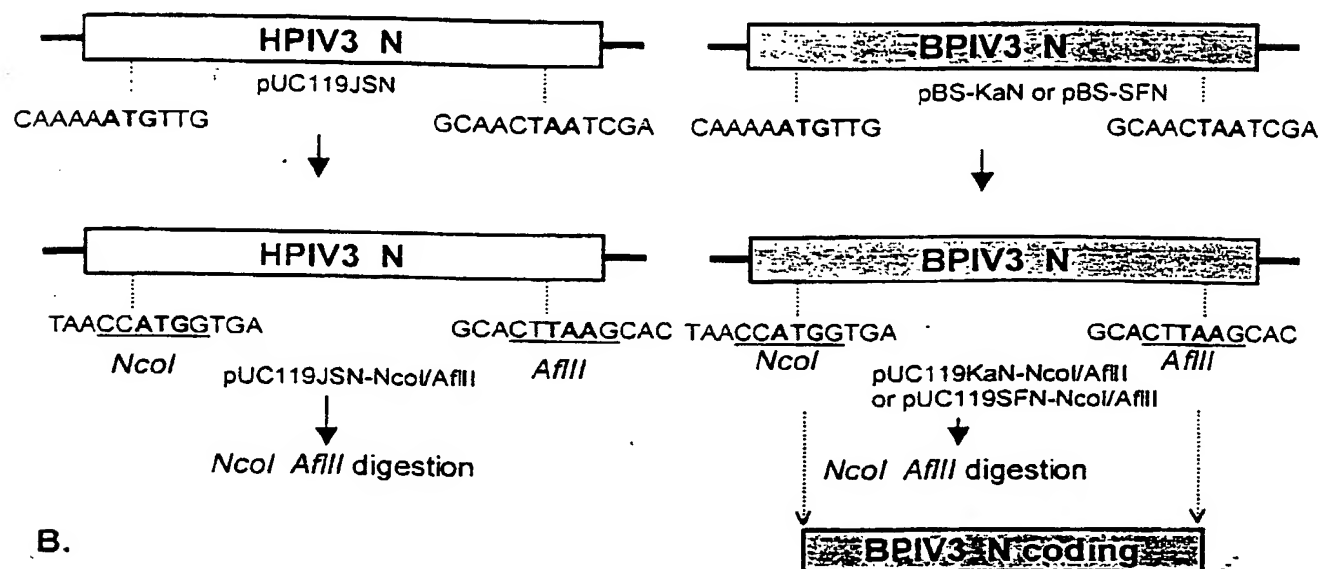 HPIV3 N
pUC119JSN
CAAAAATGTTG
GCAACTAATCGA
BPIV3 N
pBS-KaN or pBS-SFN
CAAAAATGTTG
GCAACTAATCGA
HPIV3 N
TAACCATGGTGA
NcoI
GCACTTAAGCAC
AflII
pUC119JSN-NcoI/AflII
NcoI AflII digestion
BPIV3 N
TAACCATGGTGA
NcoI
GCACTTAAGCAC
AflII
pUC119KaN-NcoI/AflII
or pUC119SFN-NcoI/AflII
NcoI AflII digestion
B.
BPIV3 N coding